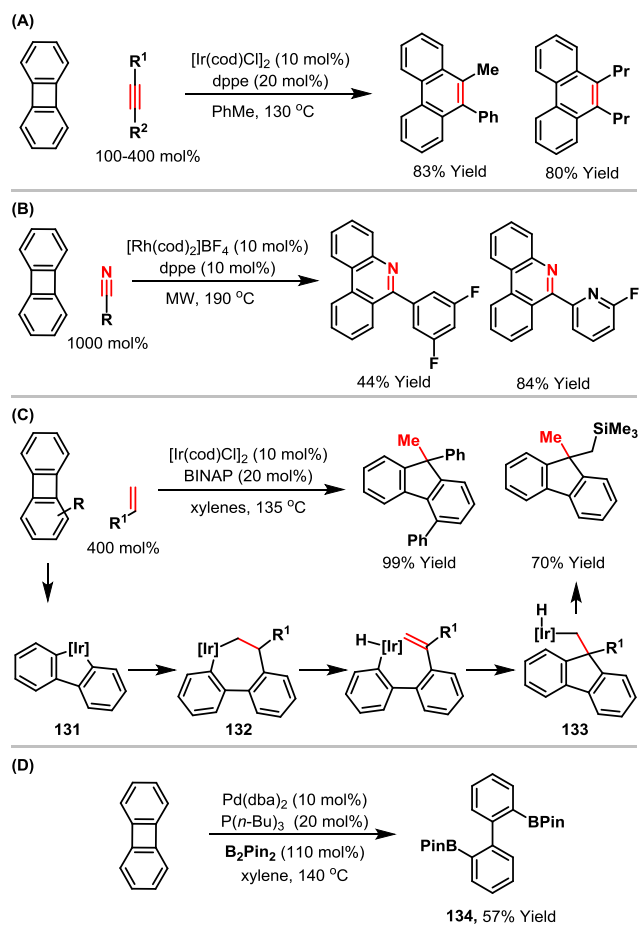 (A)
R1
R2
100-400 mol%
[Ir(cod)Cl]2 (10 mol%)
dppe (20 mol%)
PhMe, 130 oC
Me
Ph
83% Yield
Pr
Pr
80% Yield
(B)
N
R
1000 mol%
[Rh(cod)2]BF4 (10 mol%)
dppe (10 mol%)
MW, 190 oC
N
F
F
44% Yield
N
N
F
84% Yield
(C)
R
R1
400 mol%
[Ir(cod)Cl]2 (10 mol%)
BINAP (20 mol%)
xylenes, 135 oC
Me
Ph
Ph
99% Yield
Me
SiMe3
70% Yield
[Ir]
131
[Ir]
R1
132
H
[Ir]
R1
H
[Ir]
R1
133
(D)
Pd(dba)2 (10 mol%)
P(n-Bu)3 (20 mol%)
B2Pin2 (110 mol%)
xylene, 140 oC
BPin
PinB
134, 57% Yield